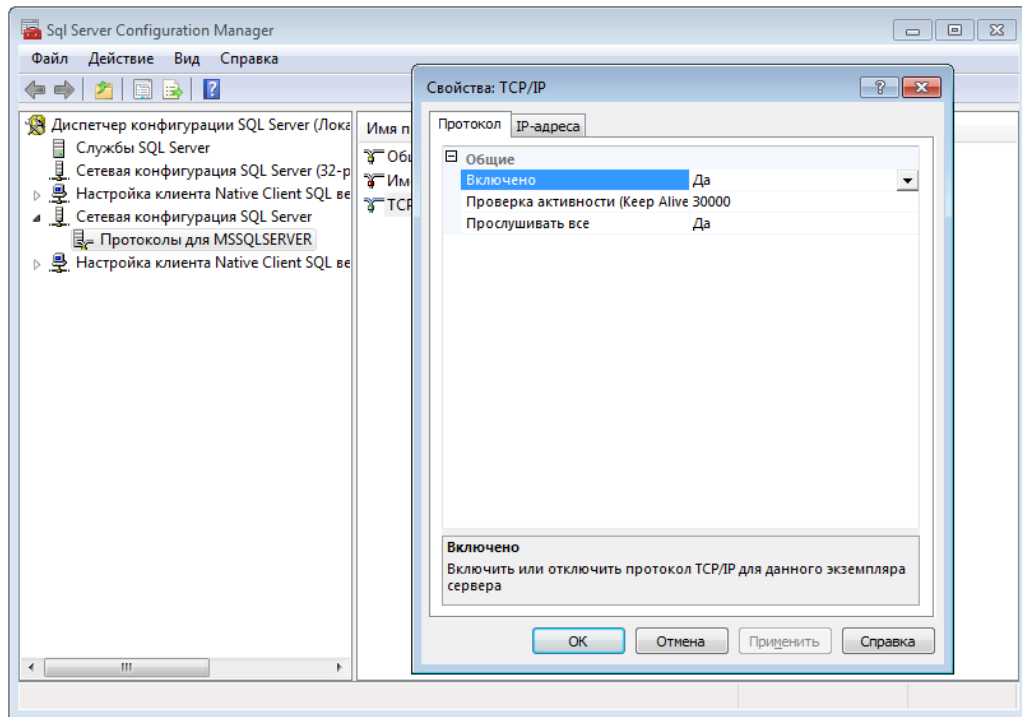 Sql Server Configuration Manager
Файл Действие Вид Справка
Диспетчер конфигурации SQL Server (Лока
Службы SQL Server
Сетевая конфигурация SQL Server (32-р
Настройка клиента Native Client SQL ве
Сетевая конфигурация SQL Server
Протоколы для MSSQLSERVER
Настройка клиента Native Client SQL ве
Имя п
Общ
Им
TCP
Свойства: TCP/IP
Протокол IP-адреса
Общие
Включено Да
Проверка активности (Keep Alive 30000
Прослушивать все Да
Включено
Включить или отключить протокол TCP/IP для данного экземпляра
сервера
OK Отмена Применить Справка